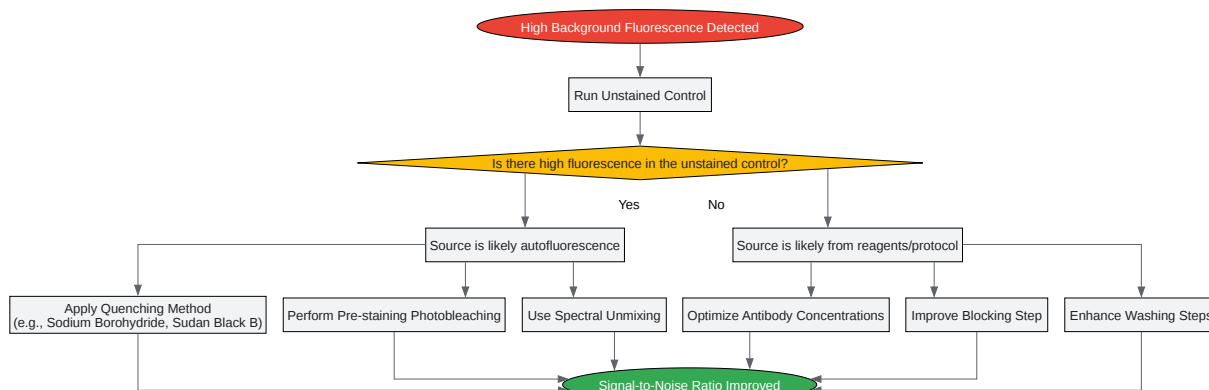 High Background Fluorescence Detected
Run Unstained Control
Is there high fluorescence in the unstained control?
Yes
No
Source is likely autofluorescence
Source is likely from reagents/protocol
Apply Quenching Method
(e.g., Sodium Borohydride, Sudan Black B)
Perform Pre-staining Photobleaching
Use Spectral Unmixing
Optimize Antibody Concentrations
Improve Blocking Step
Enhance Washing Steps
Signal-to-Noise Ratio Improved